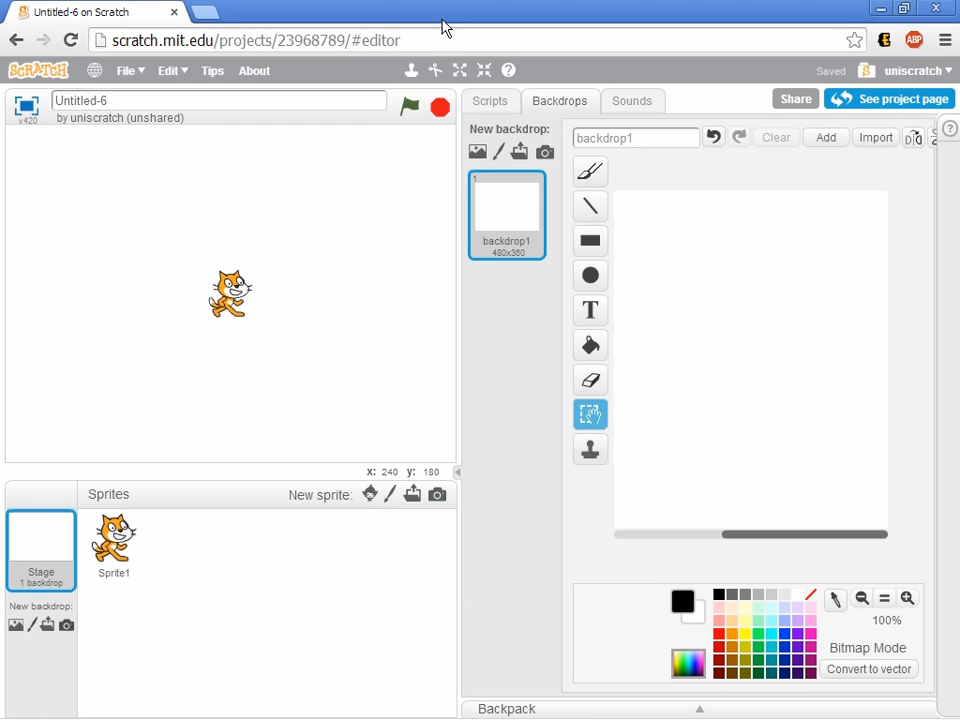 Untitled-6 on Scratch
scratch.mit.edu/projects/23968789/#editor
ABP
SCRATCH File Edit Tips About Saved uniscratch
v420
Untitled-6
by uniscratch (unshared)
Scripts Backdrops Sounds
Share See project page
New backdrop:
backdrop1 Clear Add Import
1
backdrop1
480x360
T
x: 240 y: 180
Sprites New sprite:
Stage
1 backdrop
Sprite1
New backdrop:
100%
Bitmap Mode
Convert to vector
Backpack